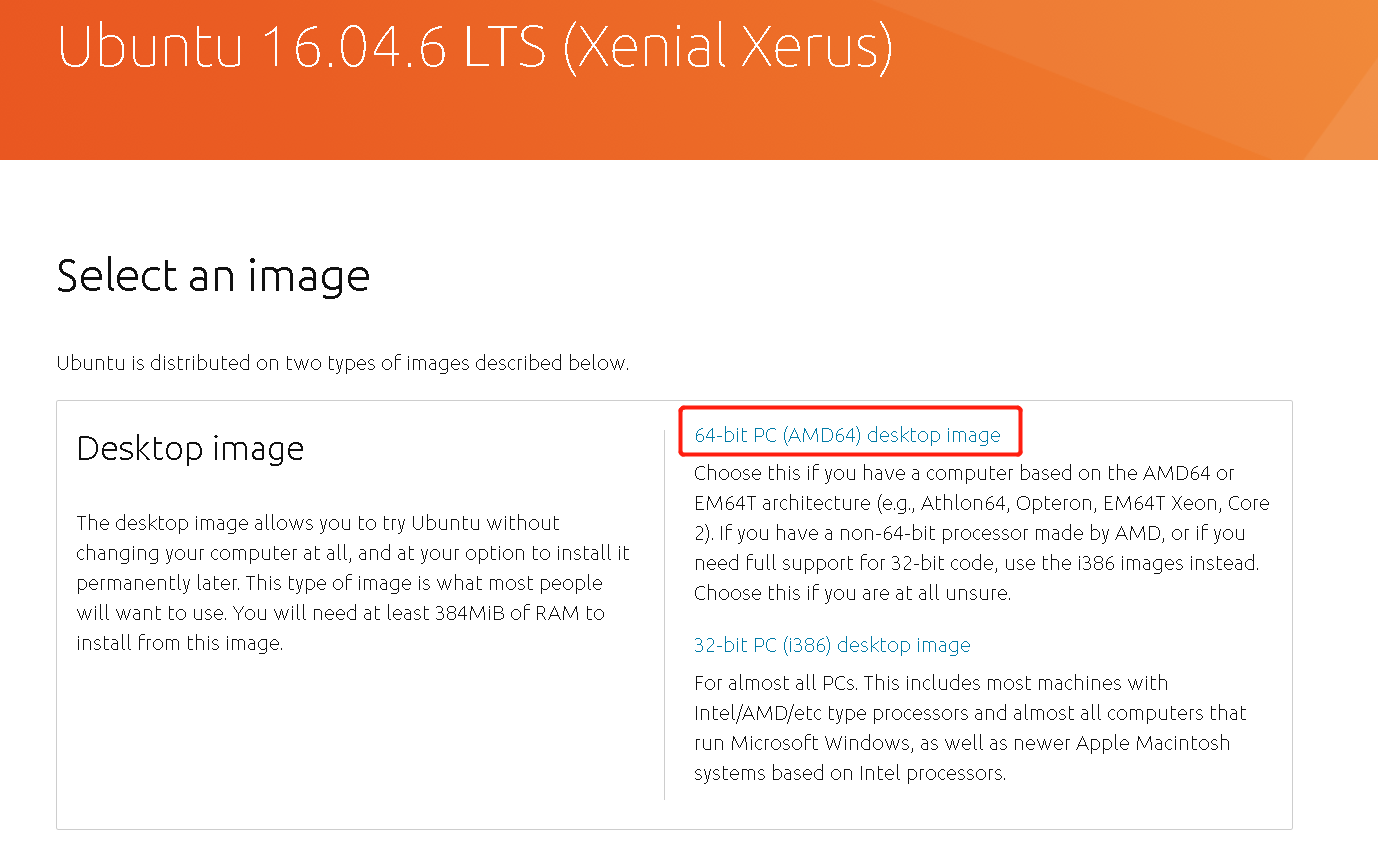 Ubuntu 16.04.6 LTS (Xenial Xerus)
Select an image
Ubuntu is distributed on two types of images described below.
Desktop image
The desktop image allows you to try Ubuntu without
changing your computer at all, and at your option to install it
permanently later. This type of image is what most people
will want to use. You will need at least 384MiB of RAM to
install from this image.
64-bit PC (AMD64) desktop image
Choose this if you have a computer based on the AMD64 or
EM64T architecture (e.g., Athlon64, Opteron, EM64T Xeon, Core
2). If you have a non-64-bit processor made by AMD, or if you
need full support for 32-bit code, use the i386 images instead.
Choose this if you are at all unsure.
32-bit PC (i386) desktop image
For almost all PCs. This includes most machines with
Intel/AMD/etc type processors and almost all computers that
run Microsoft Windows, as well as newer Apple Macintosh
systems based on Intel processors.